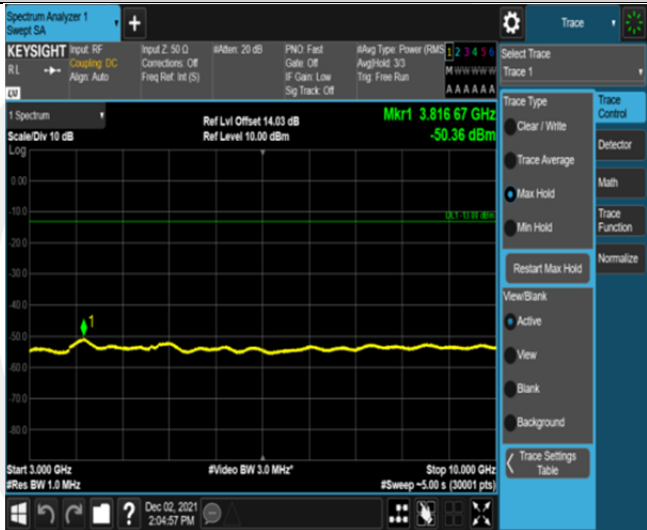 Spectrum Analyzer 1
Swept SA
KEYSIGHT
RL
LV
Input: RF
Coupling: DC
Align: Auto
Input Z: 50 Ω
Corrections: Off
Freq Ref: Int (S)
#Atten: 20 dB
PNO: Fast
Gate: Off
IF Gain: Low
Sig Track: Off
#Avg Type: Power (RMS
Avg|Hold: 3/3
Trig: Free Run
1 2 3 4 5 6
M W W W W W
A A A A A A
1 Spectrum
Scale/Div 10 dB
Log
Ref Lvl Offset 14.03 dB
Ref Level 10.00 dBm
Mkr1 3.816 67 GHz
-50.36 dBm
0.00
-10.0
DL1 -13.00 dBm
-20.0
-30.0
-40.0
1
-50.0
-60.0
-70.0
-80.0
Start 3.000 GHz
#Res BW 1.0 MHz
#Video BW 3.0 MHz*
Stop 10.000 GHz
#Sweep ~5.00 s (30001 pts)
Dec 02, 2021
2:04:57 PM
Trace
Select Trace
Trace 1
Trace Type
Clear / Write
Trace Average
Max Hold
Min Hold
Restart Max Hold
View/Blank
Active
View
Blank
Background
Trace Settings
Table
Trace
Control
Detector
Math
Trace
Function
Normalize